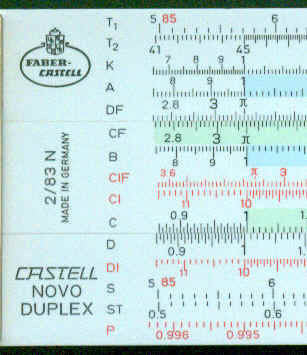 T1 5 85 6
T2 41 45
K 7 8 9 1
A 8 9 1
DF 2.8 3 π
CF 2.8 3 π
B 8 9 1
CIF 3.6 π 3
CI 11 10
C 0.9 1
D 0.9 1
DI 11 10
S 5 85 6
ST 0.5 0.6
P 0.996 0.995
FABER-
CASTELL
2/83 N
MADE IN GERMANY
CASTELL
NOVO
DUPLEX